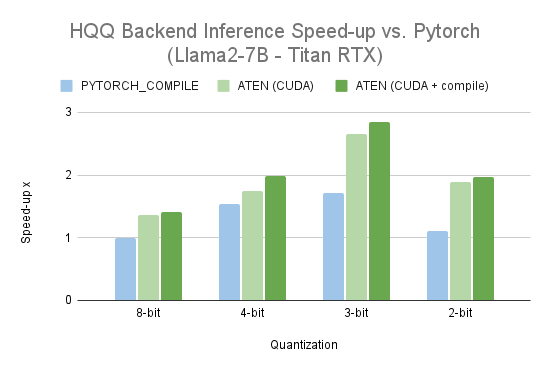 HQQ Backend Inference Speed-up vs. Pytorch
(Llama2-7B - Titan RTX)
PYTORCH_COMPILE ATEN (CUDA) ATEN (CUDA + compile)
3
2
1
0
Speed-up x
8-bit 4-bit 3-bit 2-bit
Quantization